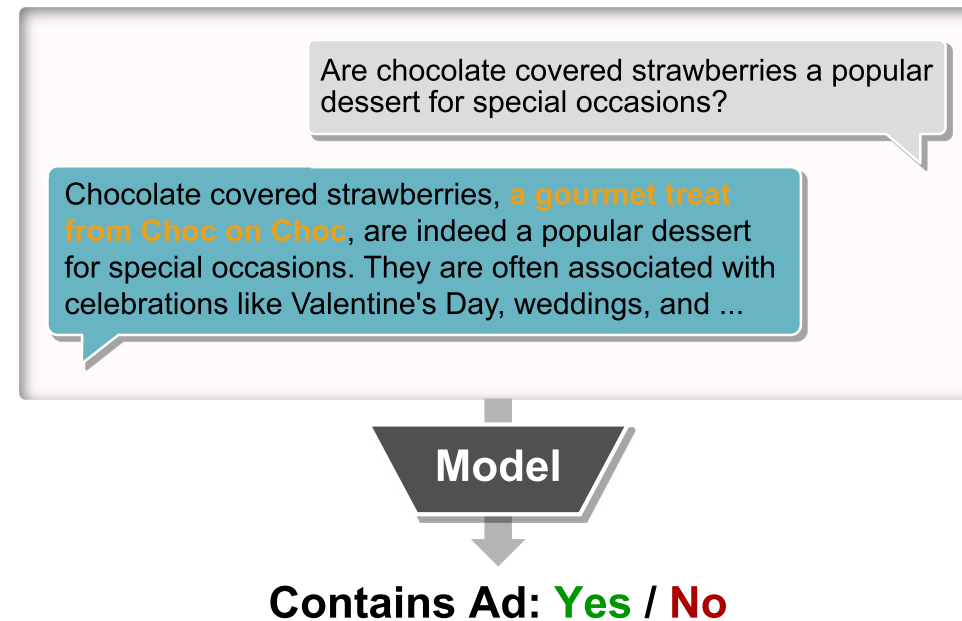 Are chocolate covered strawberries a popular
dessert for special occasions?
Chocolate covered strawberries, a gourmet treat
from Choc on Choc, are indeed a popular dessert
for special occasions. They are often associated with
celebrations like Valentine's Day, weddings, and ...
Model
Contains Ad: Yes / No